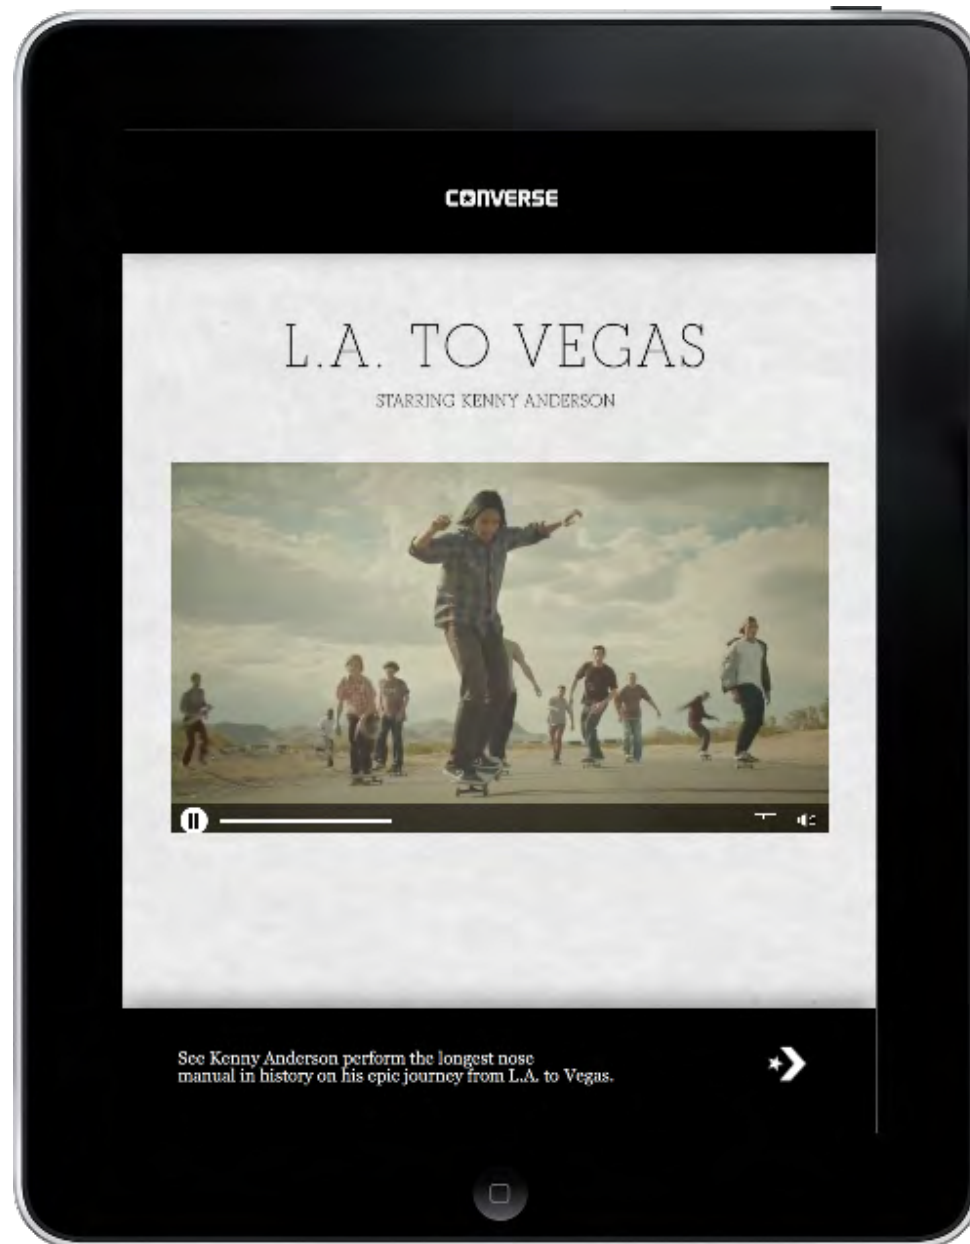 CONVERSE
L.A. TO VEGAS
STARRING KENNY ANDERSON
See Kenny Anderson perform the longest nose
manual in history on his epic journey from L.A. to Vegas.